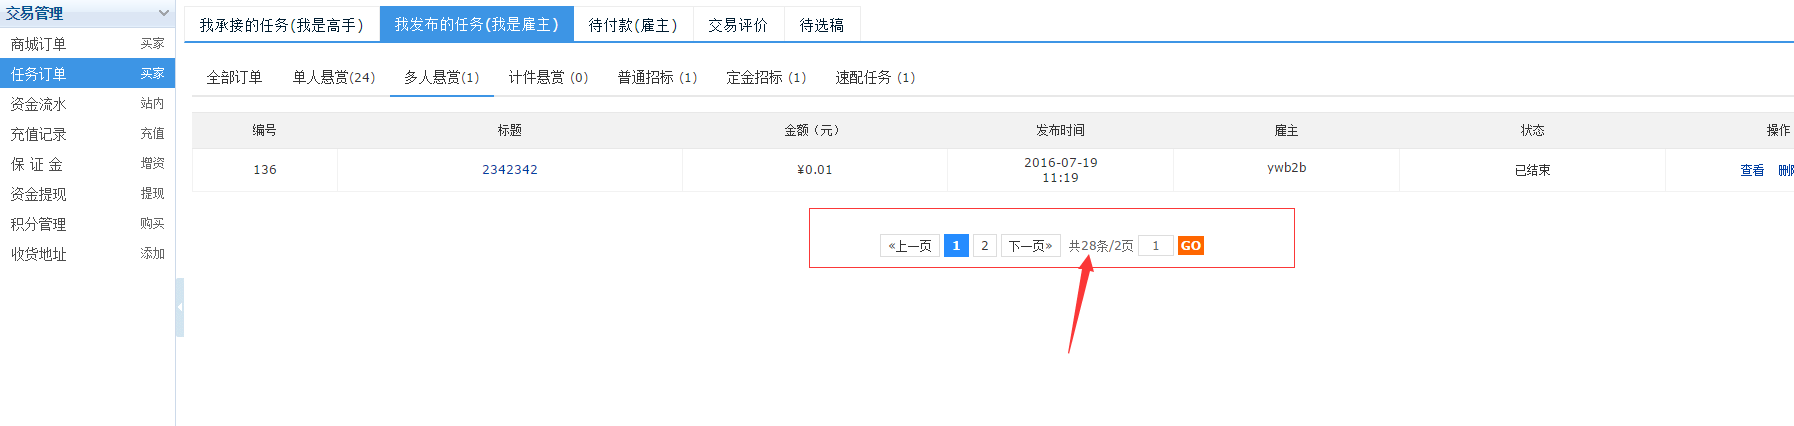 交易管理
商城订单 买家
任务订单 买家
资金流水 站内
充值记录 充值
保 证 金 增资
资金提现 提现
积分管理 购买
收货地址 添加
我承接的任务(我是高手) 我发布的任务(我是雇主) 待付款(雇主) 交易评价 待选稿
全部订单 单人悬赏(24) 多人悬赏(1) 计件悬赏 (0) 普通招标 (1) 定金招标 (1) 速配任务 (1)
编号 标题 金额（元） 发布时间 雇主 状态 操作
136 2342342 ¥0.01 2016-07-19 ywb2b 已结束 查看
11:19
«上一页 1 2 下一页» 共28条/2页 1 GO